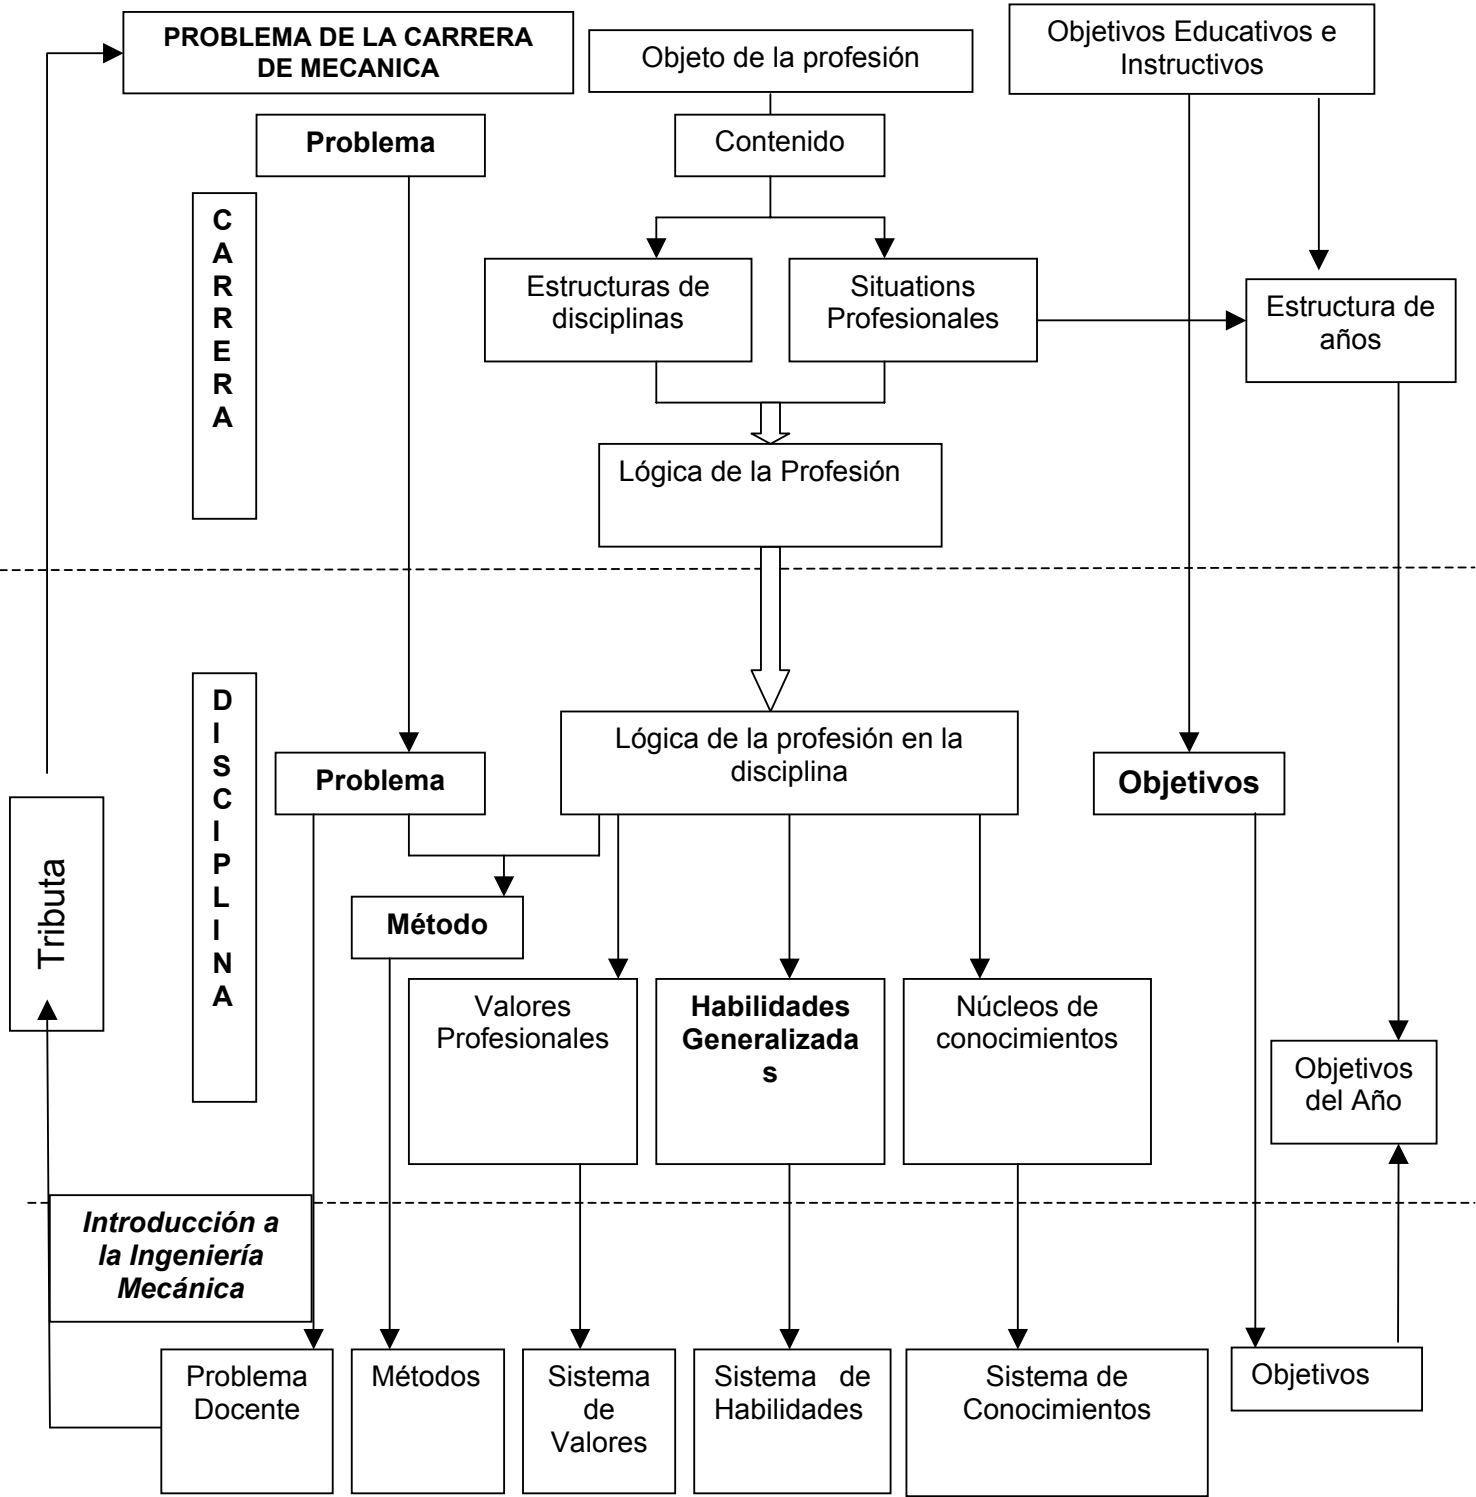 PROBLEMA DE LA CARRERA
DE MECANICA
Objeto de la profesión
Objetivos Educativos e
Instructivos
Problema
Contenido
C
A
R
R
E
R
A
Estructuras de
disciplinas
Situations
Profesionales
Estructura de
años
Lógica de la Profesión
D
I
S
C
I
P
L
I
N
A
Lógica de la profesión en la
disciplina
Problema
Objetivos
Tributa
Método
Valores
Profesionales
Habilidades
Generalizada
s
Núcleos de
conocimientos
Objetivos
del Año
Introducción a
la Ingeniería
Mecánica
Problema
Docente
Métodos
Sistema
de
Valores
Sistema de
Habilidades
Sistema de
Conocimientos
Objetivos